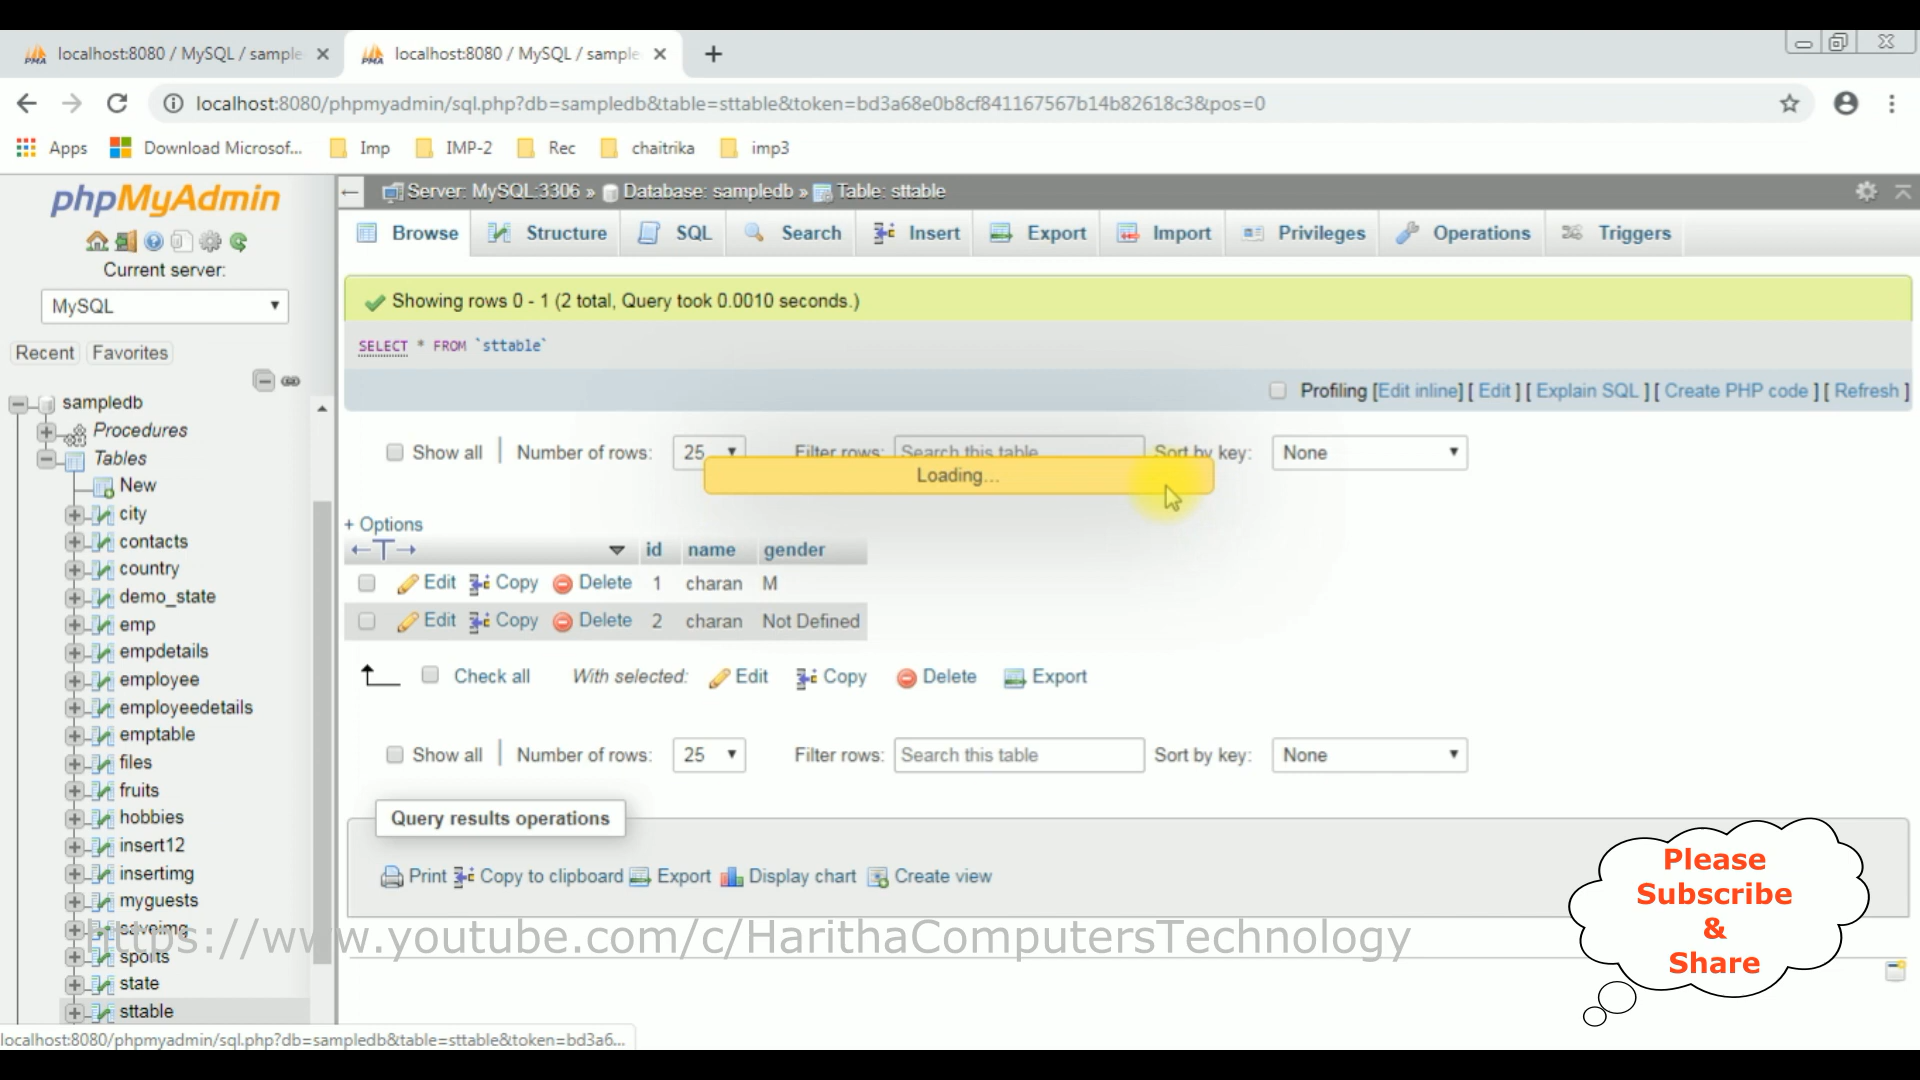 localhost:8080 / MySQL / sample
localhost:8080 / MySQL / sample
localhost:8080/phpmyadmin/sql.php?db=sampledb&table=sttable&token=bd3a68e0b8cf841167567b14b82618c3&pos=0
Apps Download Microsof... Imp IMP-2 Rec chaitrika imp3
phpMyAdmin
Current server:
MySQL
Recent Favorites
sampledb
Procedures
Tables
New
city
contacts
country
demo_state
emp
empdetails
employee
employeedetails
emptable
files
fruits
hobbies
insert12
insertimg
myguests
saveimg
sports
state
sttable
localhost:8080/phpmyadmin/sql.php?db=sampledb&table=sttable&token=bd3a6...
Server: MySQL:3306 » Database: sampledb » Table: sttable
Browse Structure SQL Search Insert Export Import Privileges Operations Triggers
Showing rows 0 - 1 (2 total, Query took 0.0010 seconds.)
SELECT * FROM `sttable`
Profiling [Edit inline] [ Edit ] [ Explain SQL ] [ Create PHP code ] [ Refresh ]
Show all | Number of rows: 25 Filter rows: Search this table Sort by key: None
Loading...
+ Options
id name gender
Edit Copy Delete 1 charan M
Edit Copy Delete 2 charan Not Defined
Check all With selected: Edit Copy Delete Export
Show all | Number of rows: 25 Filter rows: Search this table Sort by key: None
Query results operations
Print Copy to clipboard Export Display chart Create view
https://www.youtube.com/c/HarithaComputersTechnology
Please
Subscribe
&
Share